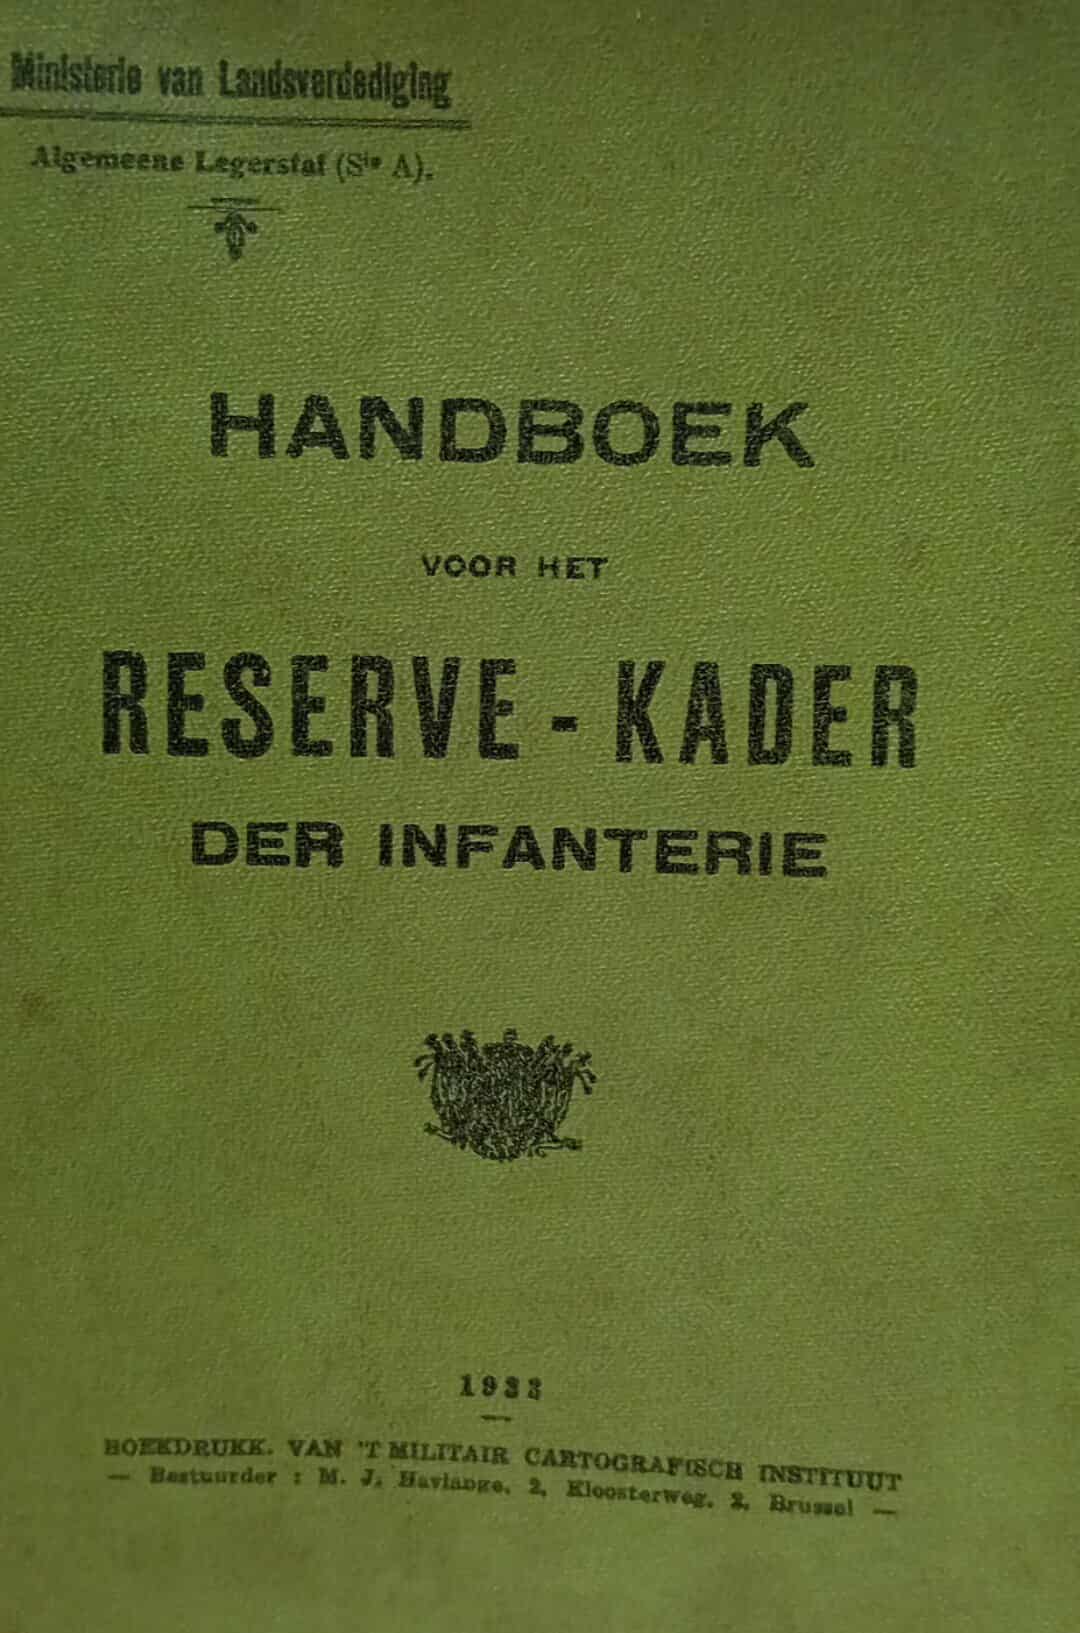 Ministerie van Landsverdediging
Algemeene Legerstaf (Sie A).
HANDBOEK
VOOR HET
RESERVE - KADER
DER INFANTERIE
1933
BOEKDRUKK. VAN 'T MILITAIR CARTOGRAFISCH INSTITUUT
— Bestuurder : M. J. Havlange, 2, Kloosterweg, 2, Brussel —